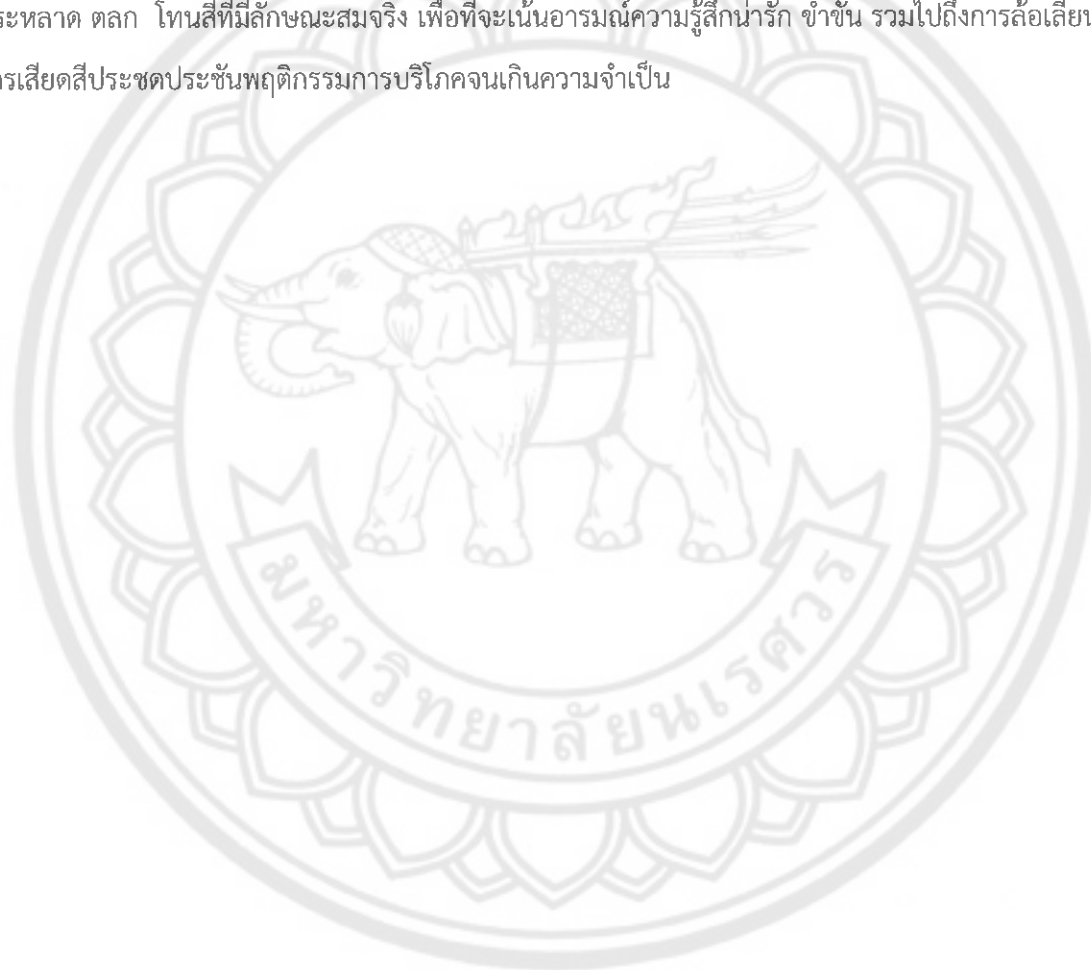 ระหลาด ตลก โทนสีที่มีลักษณะสมจริง เพื่อที่จะเน้นอารมณ์ความรู้สึกน่ารัก ขำขัน รวมไปถึงการล้อเลียน
ารเสียดสีประชดประชันพฤติกรรมการบริโภคจนเกินความจำเป็น
มหาวิทยาลัยนเรศวร